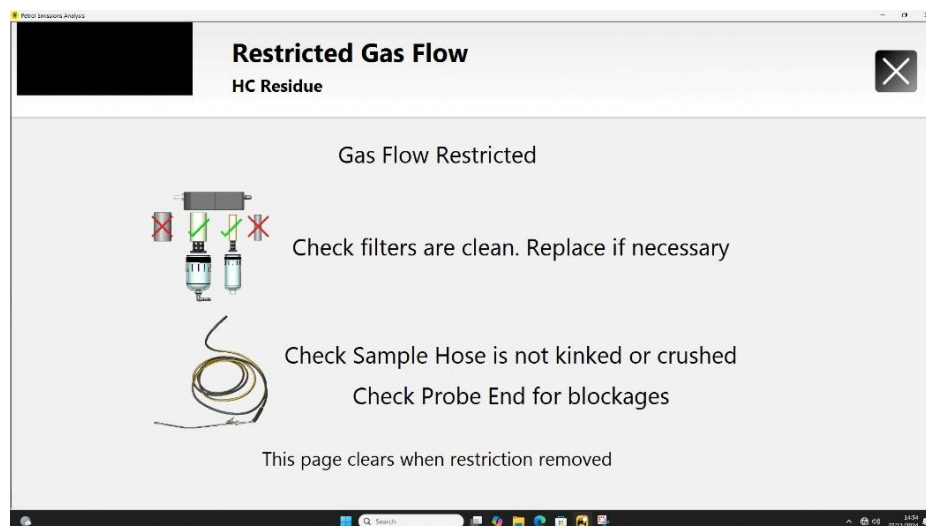 Petrol Emissions Analysis
Restricted Gas Flow
HC Residue
Gas Flow Restricted
Check filters are clean. Replace if necessary
Check Sample Hose is not kinked or crushed
Check Probe End for blockages
This page clears when restriction removed
Search
14:54